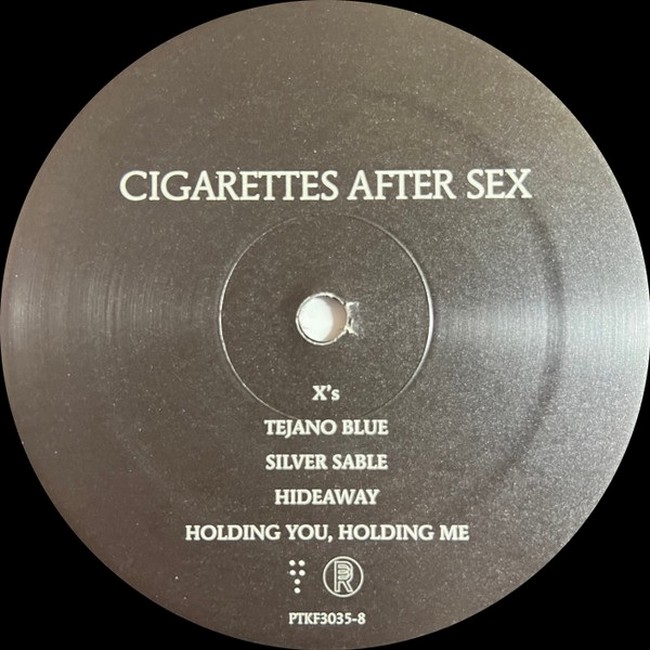 CIGARETTES AFTER SEX
X's
TEJANO BLUE
SILVER SABLE
HIDEAWAY
HOLDING YOU, HOLDING ME
PTKF3035-8